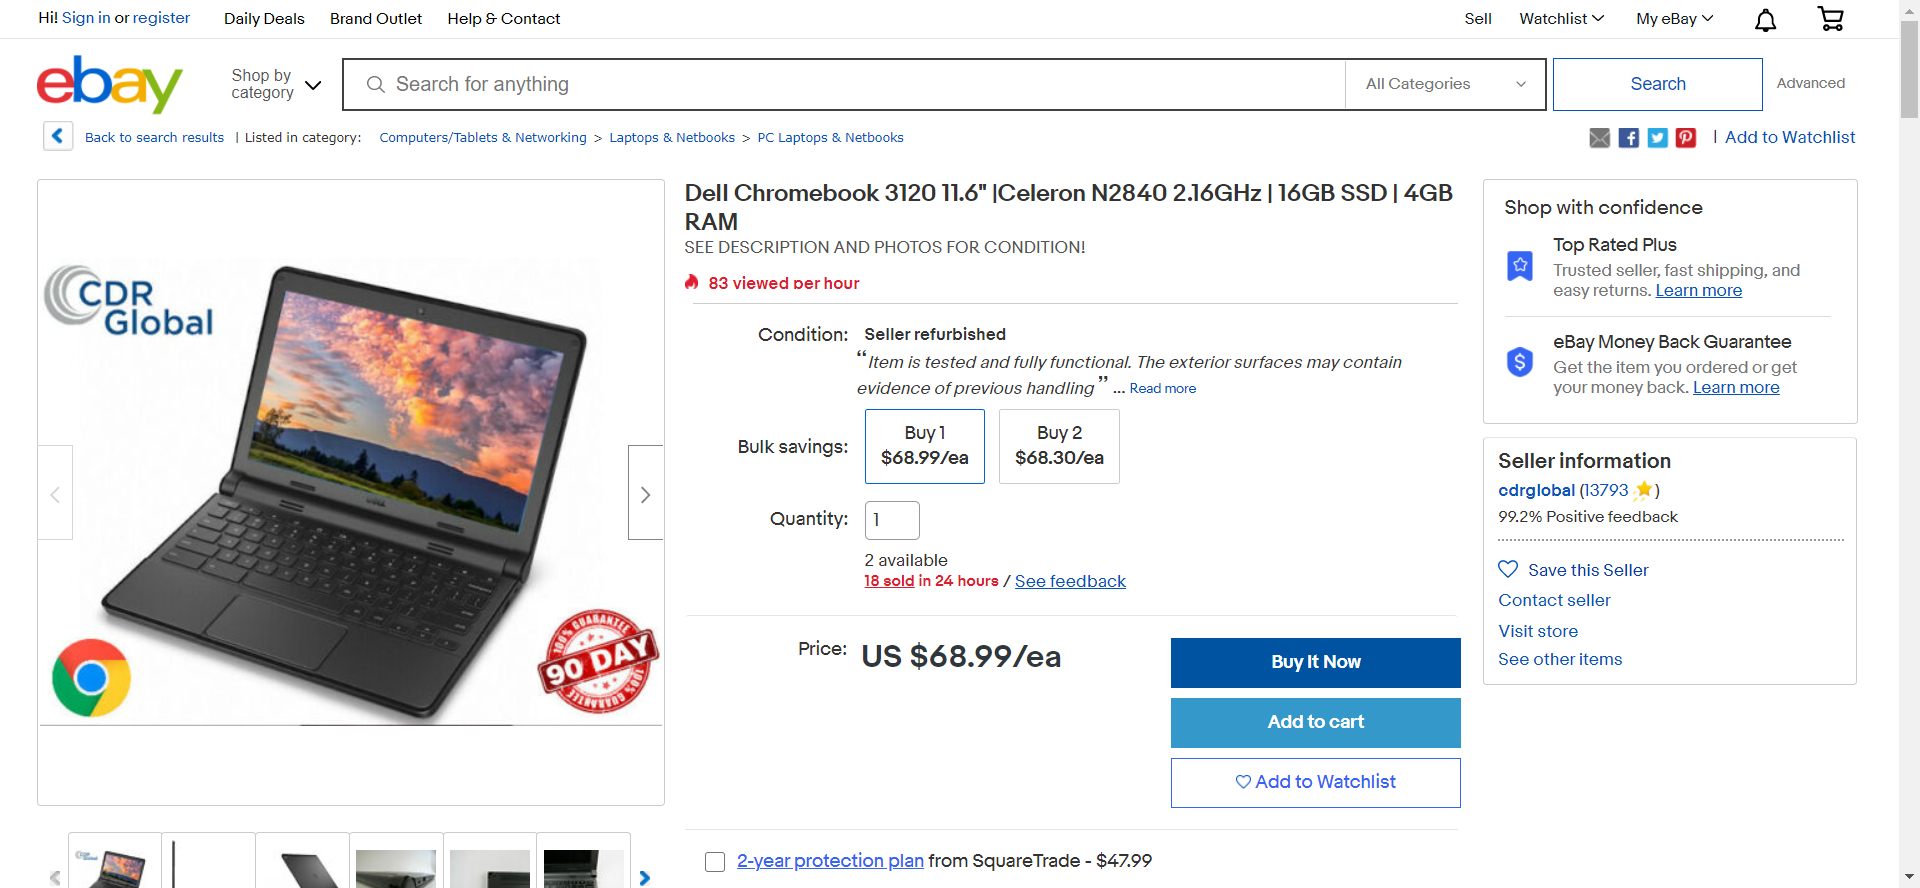 Hi! Sign in or register
Daily Deals
Brand Outlet
Help & Contact
Sell
Watchlist
My eBay
ebay
Shop by
category
Search for anything
All Categories
Search
Advanced
Back to search results
| Listed in category:
Computers/Tablets & Networking > Laptops & Netbooks > PC Laptops & Netbooks
| Add to Watchlist
CDR
Global
DELL
100% GUARANTEE
90 DAY
100% GUARANTEE
Dell Chromebook 3120 11.6" |Celeron N2840 2.16GHz | 16GB SSD | 4GB
RAM
SEE DESCRIPTION AND PHOTOS FOR CONDITION!
83 viewed per hour
Condition:
Seller refurbished
“Item is tested and fully functional. The exterior surfaces may contain
evidence of previous handling” ... Read more
Bulk savings:
Buy 1
$68.99/ea
Buy 2
$68.30/ea
Quantity:
1
2 available
18 sold in 24 hours / See feedback
Price:
US $68.99/ea
Buy It Now
Add to cart
Add to Watchlist
2-year protection plan from SquareTrade - $47.99
Shop with confidence
Top Rated Plus
Trusted seller, fast shipping, and
easy returns. Learn more
eBay Money Back Guarantee
Get the item you ordered or get
your money back. Learn more
Seller information
cdrglobal (13793)
99.2% Positive feedback
Save this Seller
Contact seller
Visit store
See other items